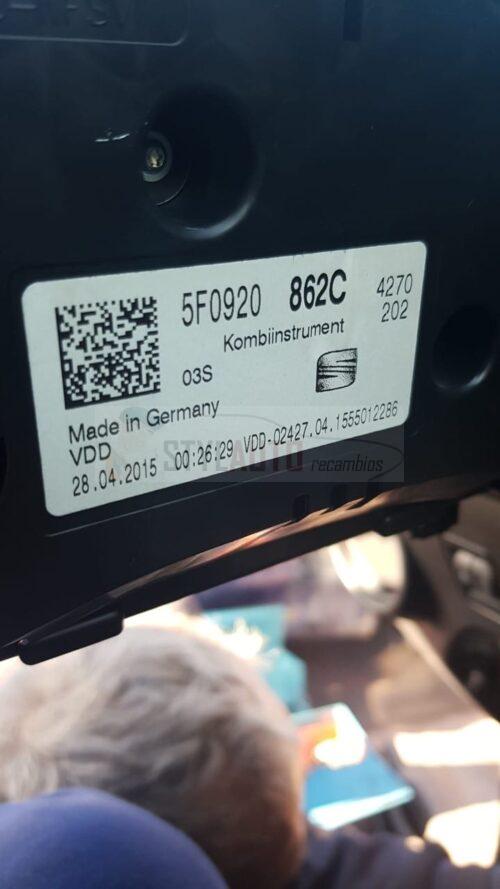 5F0920 862C 4270
202
Kombiinstrument
03S
Made in Germany
VDD
28.04.2015 00:26:29 VDD-02427.04.1555012286
STYLAUTO
recambios